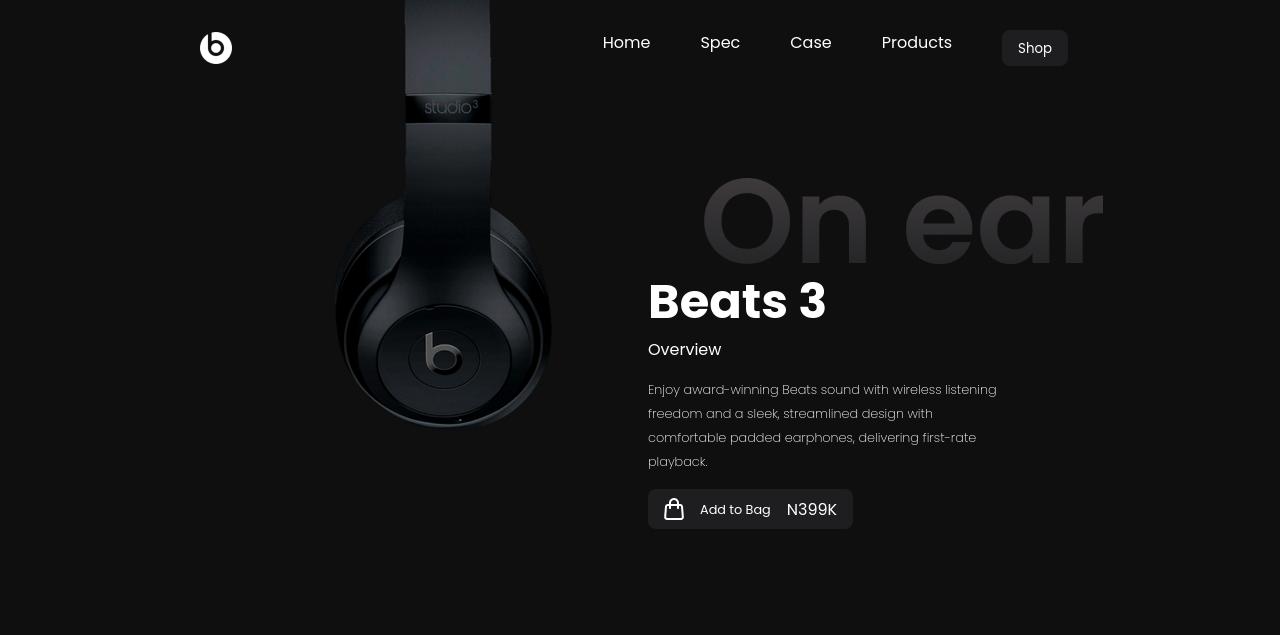 Home Spec Case Products Shop
studio3
On ear
Beats 3
Overview
Enjoy award-winning Beats sound with wireless listening
freedom and a sleek, streamlined design with
comfortable padded earphones, delivering first-rate
playback.
Add to Bag N399K